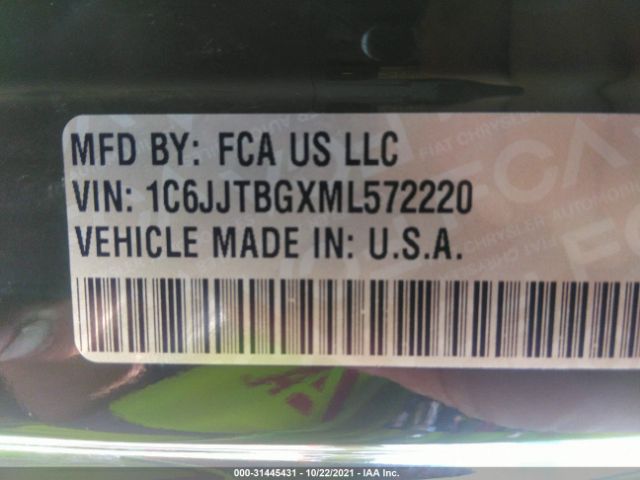 MFD BY: FCA US LLC
VIN: 1C6JJTBGXML572220
VEHICLE MADE IN: U.S.A.
000-31445431 - 10/22/2021 - IAA Inc.